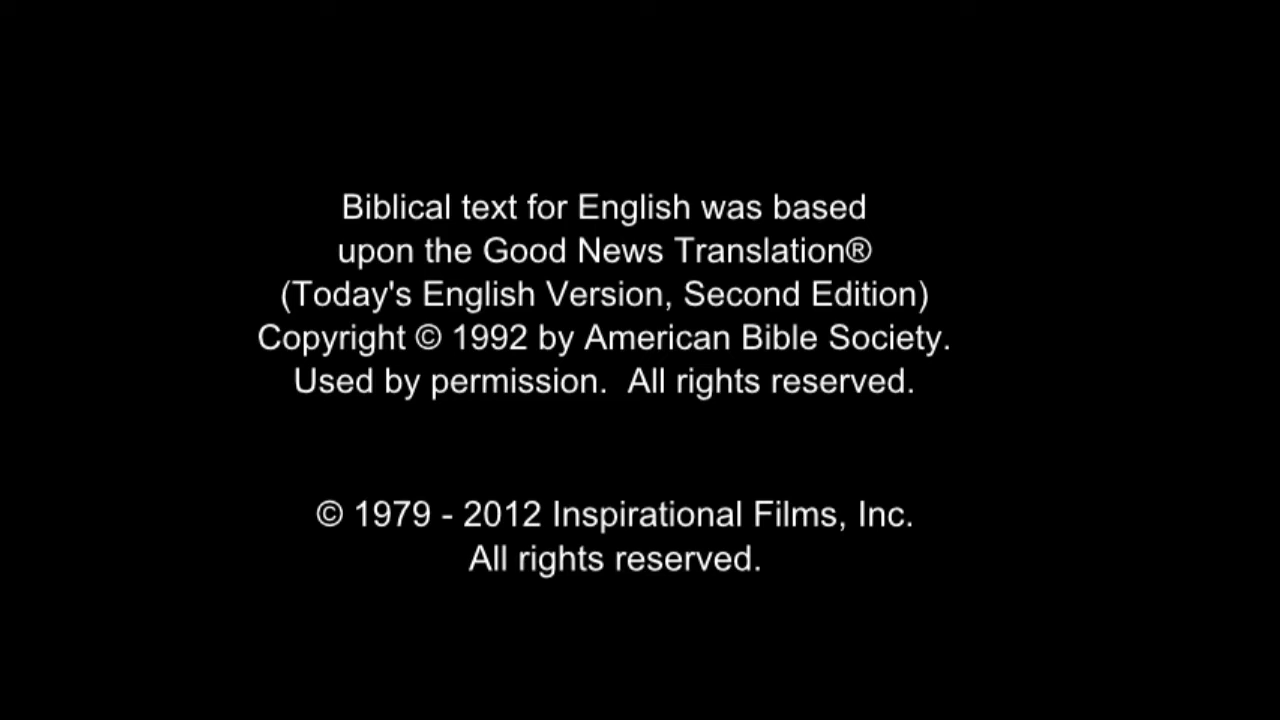 Biblical text for English was based
upon the Good News Translation®
(Today's English Version, Second Edition)
Copyright © 1992 by American Bible Society.
Used by permission.  All rights reserved.
© 1979 - 2012 Inspirational Films, Inc.
All rights reserved.